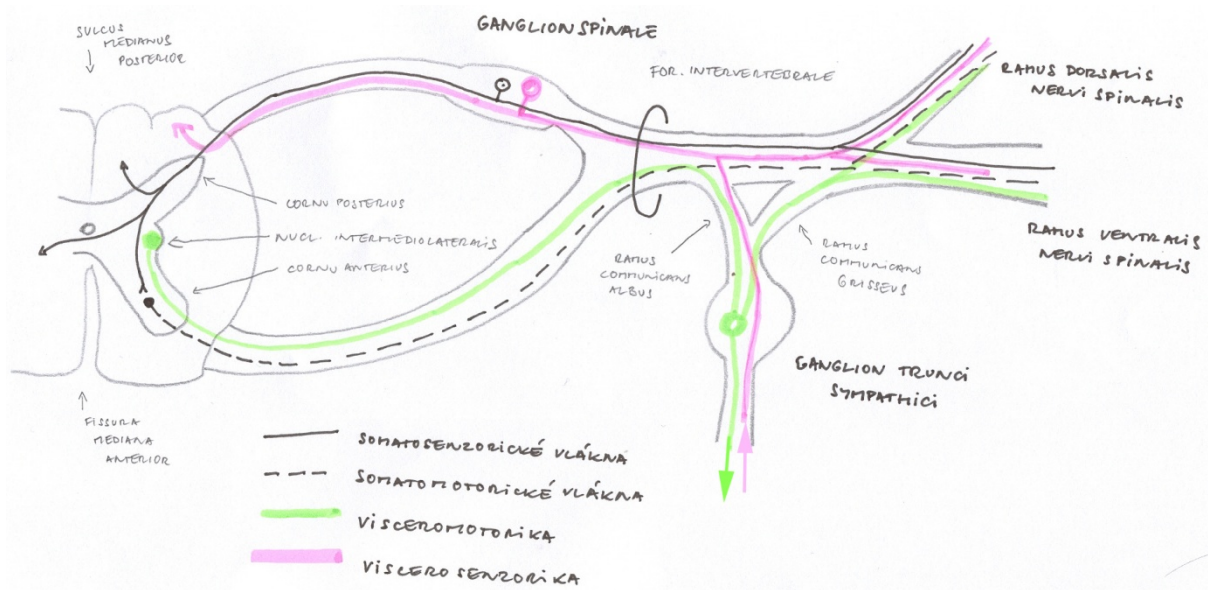 SULCUS
MEDIANUS
POSTERIOR
GANGLION SPINALE
FOR. INTERVERTEBRALE
RAMUS DORSALIS
NERVI SPINALIS
CORNU POSTERIUS
NUCL. INTERMEDIOLATERALIS
CORNU ANTERIUS
RAMUS
COMMUNICANS
ALBUS
RAMUS
COMMUNICANS
GRISSEUS
RAMUS VENTRALIS
NERVI SPINALIS
GANGLION TRUNCI
SYMPATHICI
FISSURA
MEDIANA
ANTERIOR
SOMATOSENZORICKÉ VLÁKNA
SOMATOMOTORICKÉ VLÁKNA
VISCEROMOTORIKA
VISCEROSENZORIKA